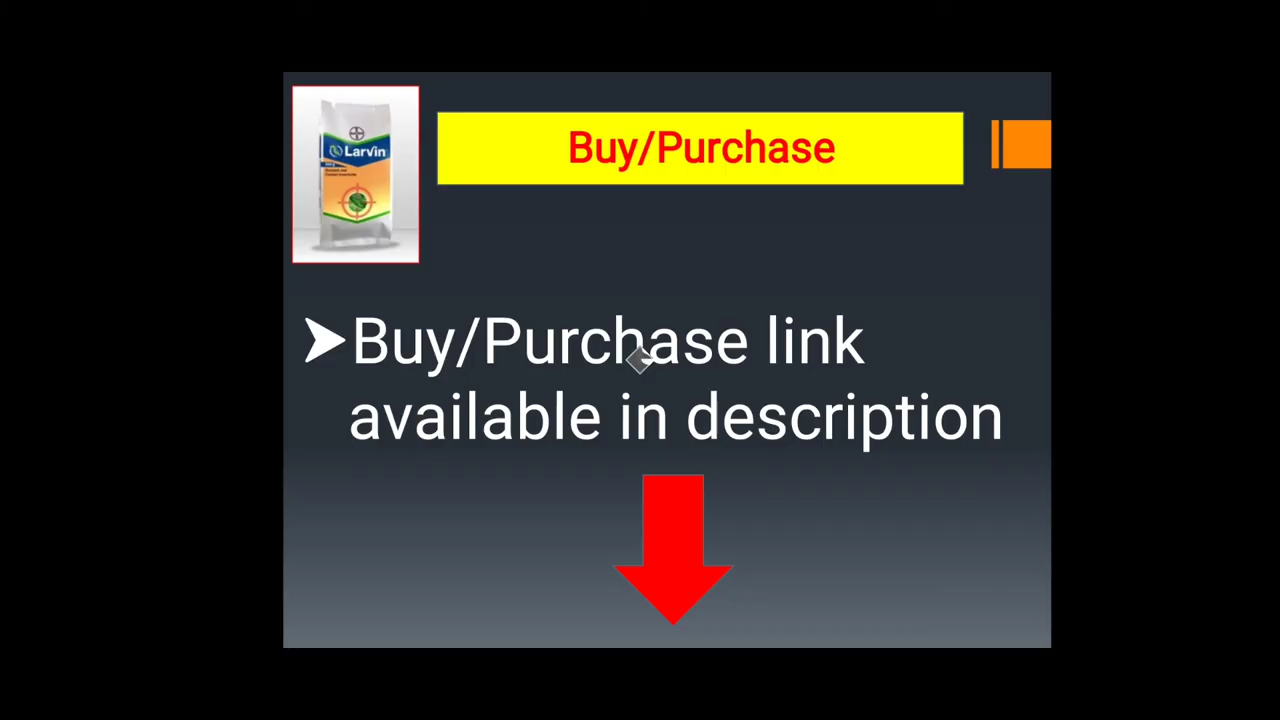 Larvin
Buy/Purchase
Buy/Purchase link
available in description